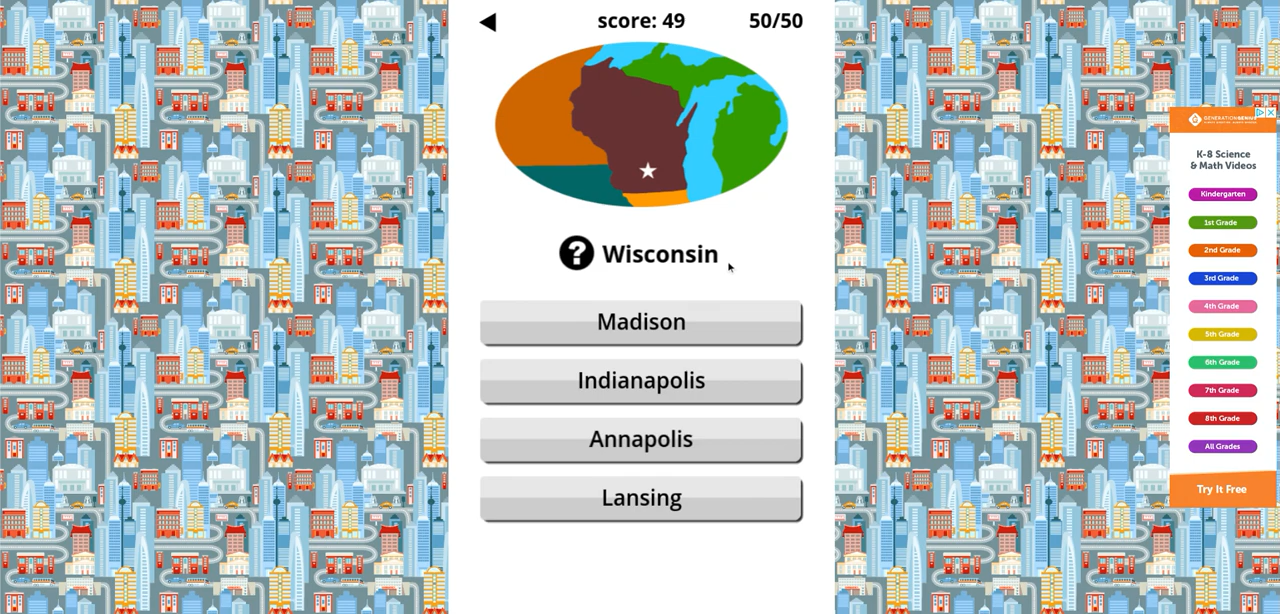 score: 49
50/50
? Wisconsin
Madison
Indianapolis
Annapolis
Lansing
GENERATIONGENIUS
K-8 Science
& Math Videos
Kindergarten
1st Grade
2nd Grade
3rd Grade
4th Grade
5th Grade
6th Grade
7th Grade
8th Grade
All Grades
Try It Free